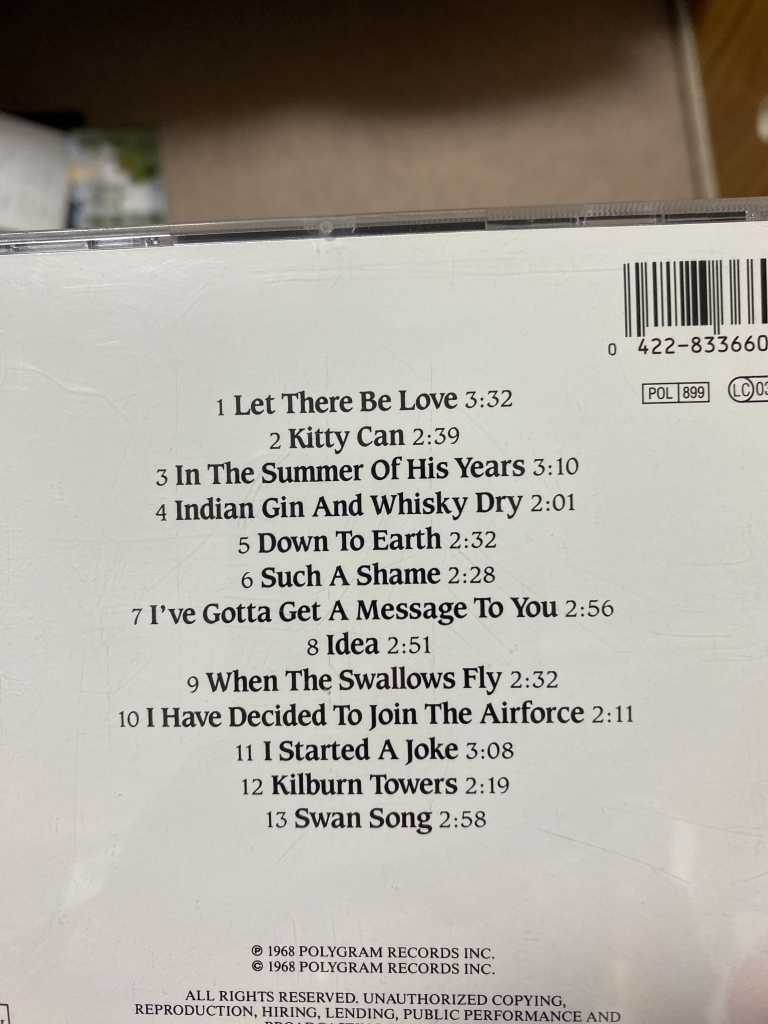 0 422-833660
POL 899 LC 03
1 Let There Be Love 3:32
2 Kitty Can 2:39
3 In The Summer Of His Years 3:10
4 Indian Gin And Whisky Dry 2:01
5 Down To Earth 2:32
6 Such A Shame 2:28
7 I've Gotta Get A Message To You 2:56
8 Idea 2:51
9 When The Swallows Fly 2:32
10 I Have Decided To Join The Airforce 2:11
11 I Started A Joke 3:08
12 Kilburn Towers 2:19
13 Swan Song 2:58
℗ 1968 POLYGRAM RECORDS INC.
© 1968 POLYGRAM RECORDS INC.
ALL RIGHTS RESERVED. UNAUTHORIZED COPYING,
REPRODUCTION, HIRING, LENDING, PUBLIC PERFORMANCE AND